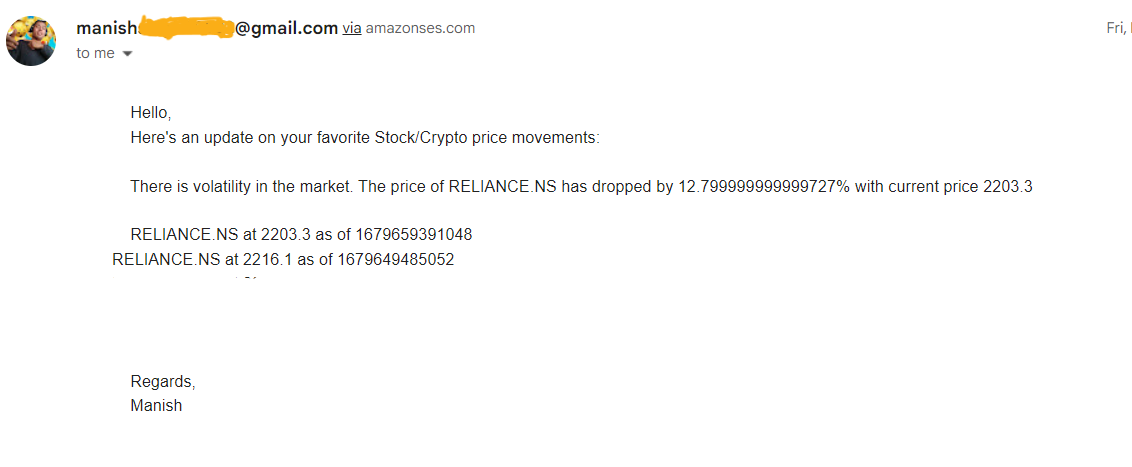 manish @gmail.com via amazonses.com Fri,
to me
Hello,
Here's an update on your favorite Stock/Crypto price movements:
There is volatility in the market. The price of RELIANCE.NS has dropped by 12.799999999999727% with current price 2203.3
RELIANCE.NS at 2203.3 as of 1679659391048
RELIANCE.NS at 2216.1 as of 1679649485052
Regards,
Manish